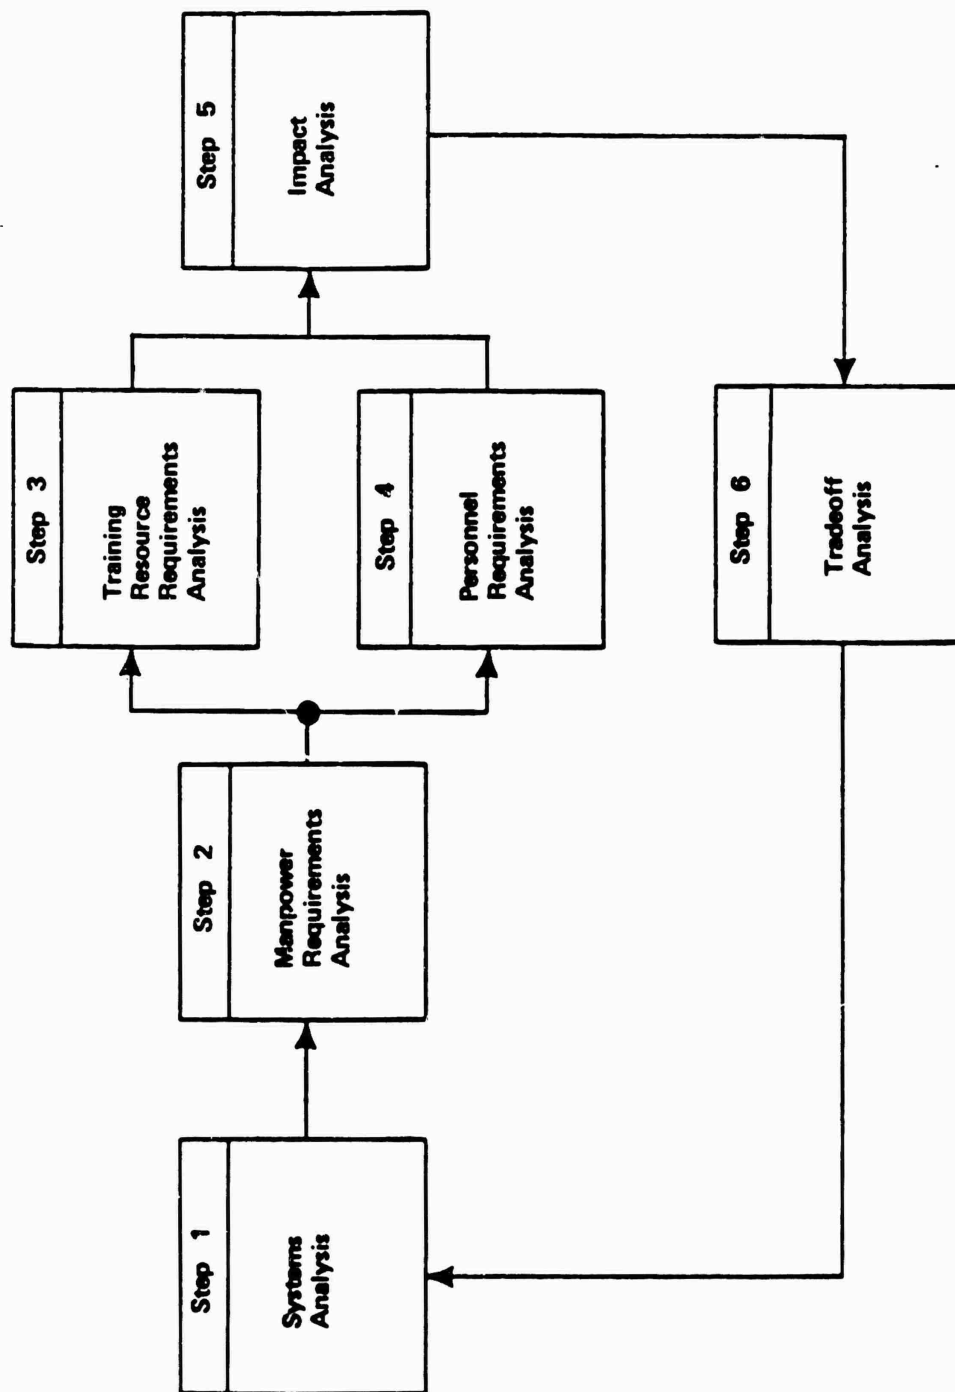 Step 1
Systems
Analysis
Step 2
Manpower
Requirements
Analysis
Step 3
Training
Resource
Requirements
Analysis
Step 4
Personnel
Requirements
Analysis
Step 5
Impact
Analysis
Step 6
Tradeoff
Analysis